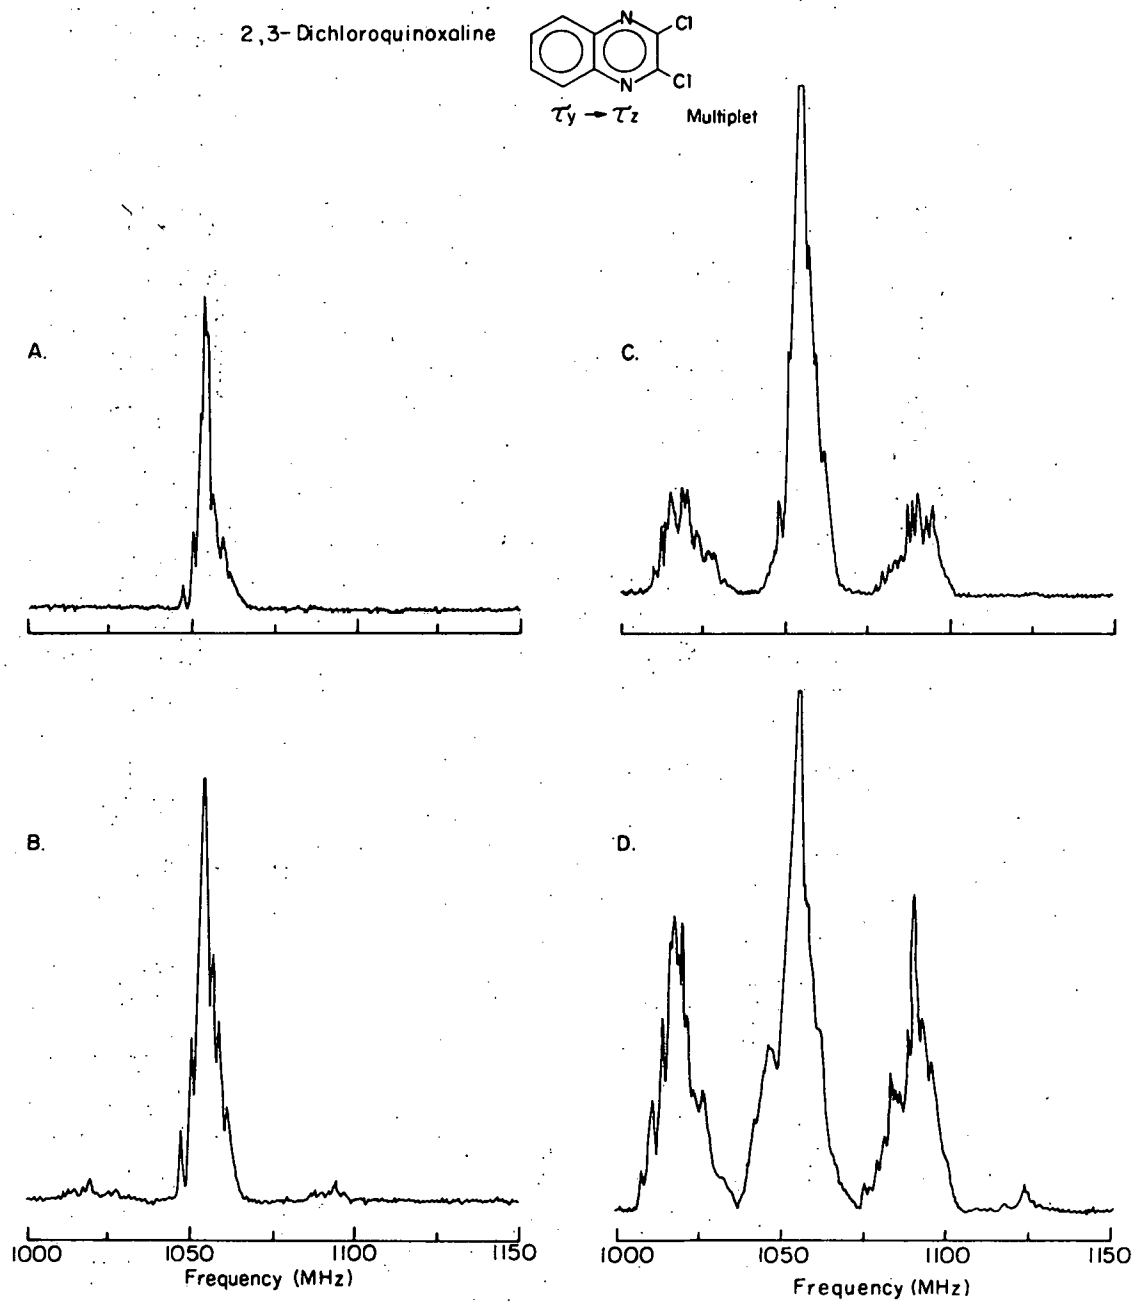 2,3-Dichloroquinoxaline
N
Cl
N
Cl
τy → τz Multiplet
A.
C.
B.
D.
1000 1050 1100 1150
Frequency (MHz)
1000 1050 1100 1150
Frequency (MHz)